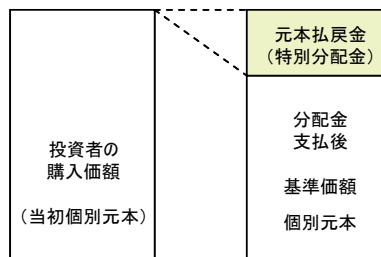 投資者の
購入価額
（当初個別元本）
元本払戻金
（特別分配金）
分配金
支払後
基準価額
個別元本